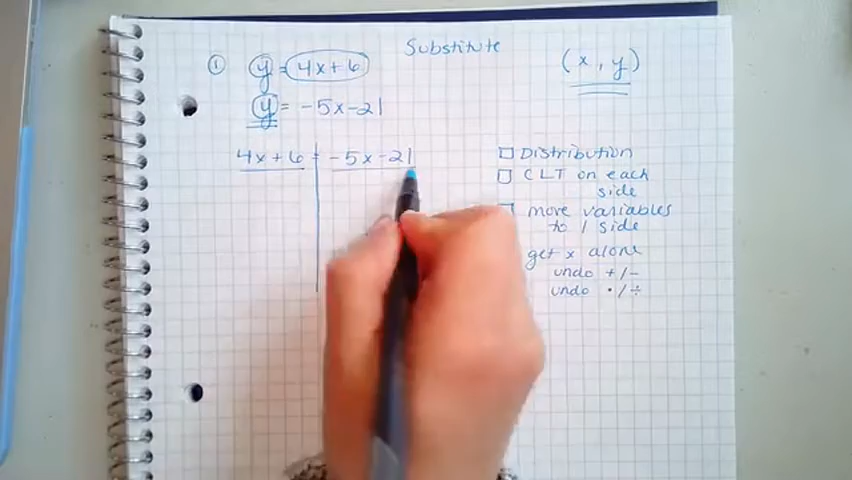 Substitute
① y = 4x+6
(x, y)
y = -5x-21
4x+6 = -5x-21
□ Distribution
□ CLT on each
side
□ more variables
to 1 side
get x alone
undo +/-
undo •/÷